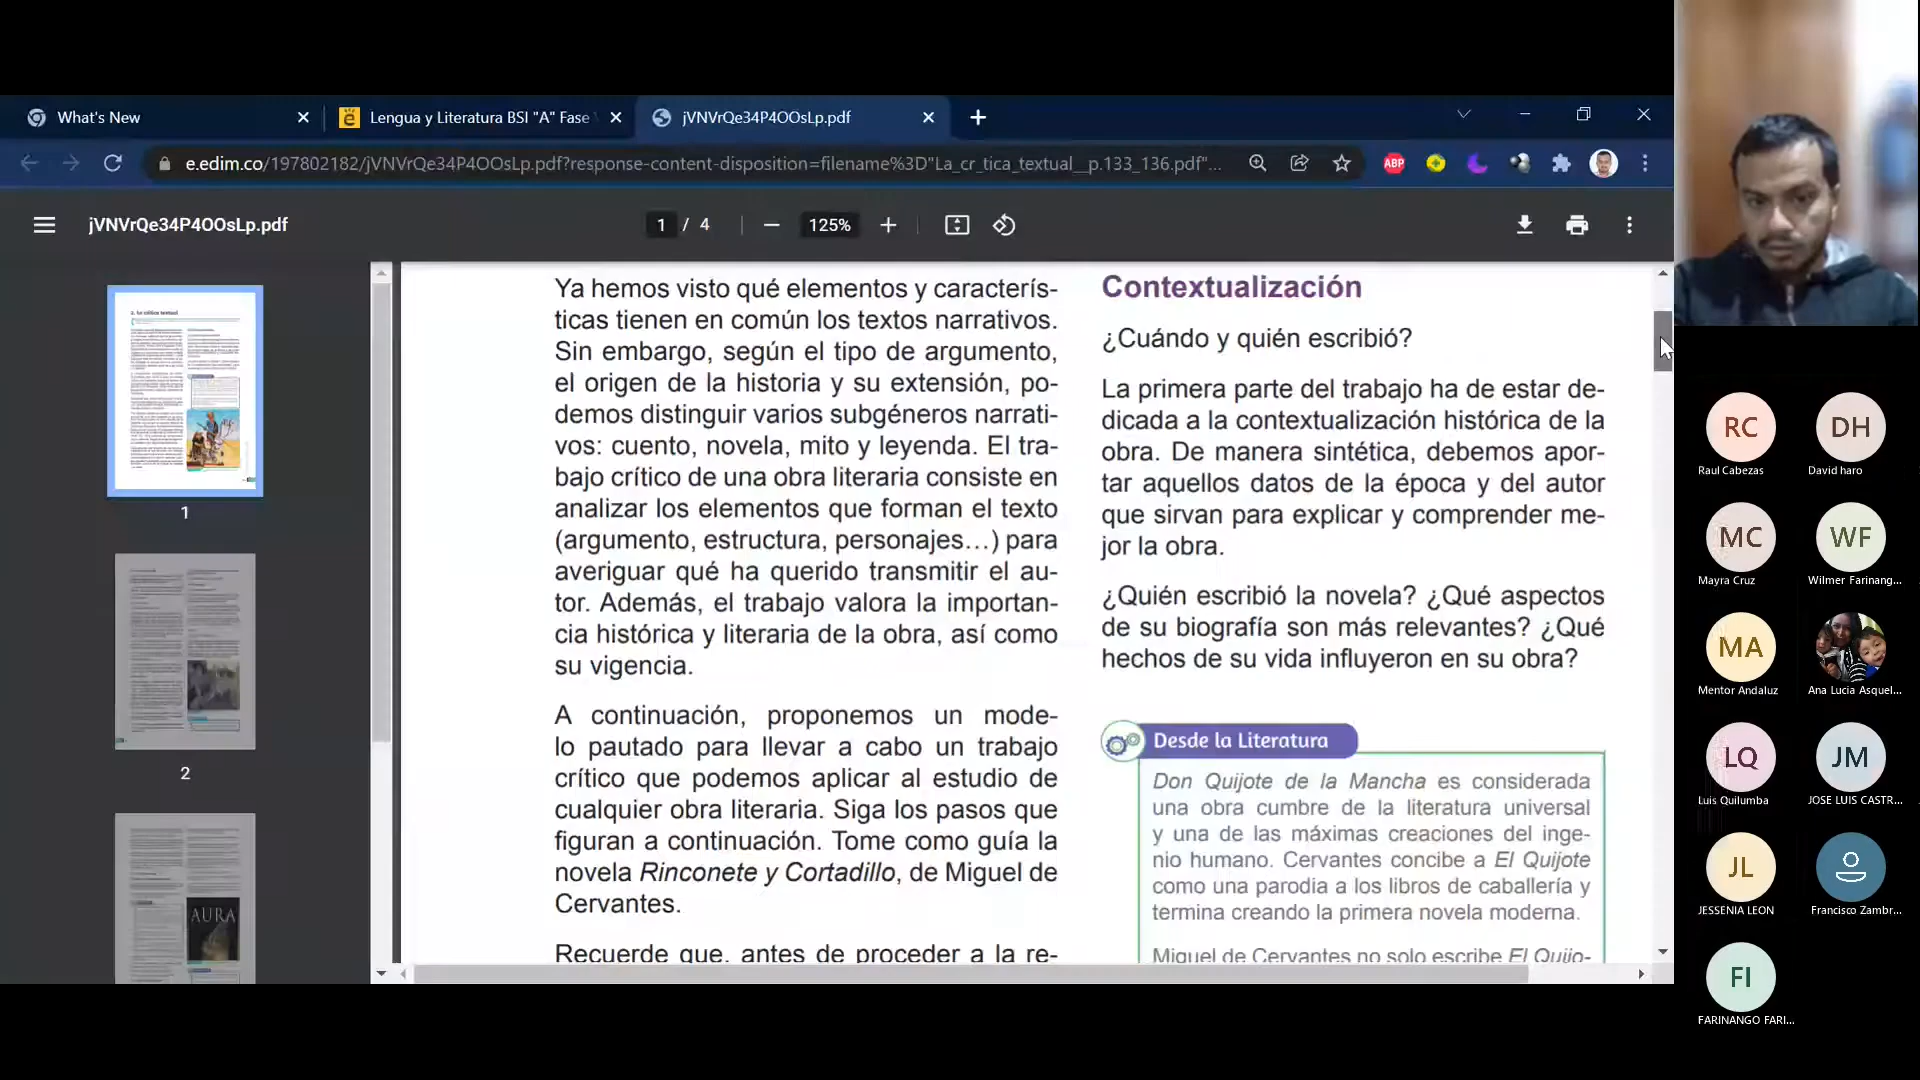 What's New
Lengua y Literatura BSI "A" Fase
jVNVrQe34P4OOsLp.pdf
e.edim.co/197802182/jVNVrQe34P4OOsLp.pdf?response-content-disposition=filename%3D"La_cr_tica_textual__p.133_136.pdf"...
ABP
jVNVrQe34P4OOsLp.pdf
1 / 4
125%
2. La crítica textual
1
2
AURA
Ya hemos visto qué elementos y caracterís-
ticas tienen en común los textos narrativos.
Sin embargo, según el tipo de argumento,
el origen de la historia y su extensión, po-
demos distinguir varios subgéneros narrati-
vos: cuento, novela, mito y leyenda. El tra-
bajo crítico de una obra literaria consiste en
analizar los elementos que forman el texto
(argumento, estructura, personajes…) para
averiguar qué ha querido transmitir el au-
tor. Además, el trabajo valora la importan-
cia histórica y literaria de la obra, así como
su vigencia.
A continuación, proponemos un mode-
lo pautado para llevar a cabo un trabajo
crítico que podemos aplicar al estudio de
cualquier obra literaria. Siga los pasos que
figuran a continuación. Tome como guía la
novela Rinconete y Cortadillo, de Miguel de
Cervantes.
Recuerde que, antes de proceder a la re-
Contextualización
¿Cuándo y quién escribió?
La primera parte del trabajo ha de estar de-
dicada a la contextualización histórica de la
obra. De manera sintética, debemos apor-
tar aquellos datos de la época y del autor
que sirvan para explicar y comprender me-
jor la obra.
¿Quién escribió la novela? ¿Qué aspectos
de su biografía son más relevantes? ¿Qué
hechos de su vida influyeron en su obra?
Desde la Literatura
Don Quijote de la Mancha es considerada
una obra cumbre de la literatura universal
y una de las máximas creaciones del inge-
nio humano. Cervantes concibe a El Quijote
como una parodia a los libros de caballería y
termina creando la primera novela moderna.
Miguel de Cervantes no solo escribe El Quijo-
RC
Raul Cabezas
DH
David haro
MC
Mayra Cruz
WF
Wilmer Farinang...
MA
Mentor Andaluz
Ana Lucia Asquel...
LQ
Luis Quilumba
JM
JOSE LUIS CASTR...
JL
JESSENIA LEON
Francisco Zambr...
FI
FARINANGO FARI...